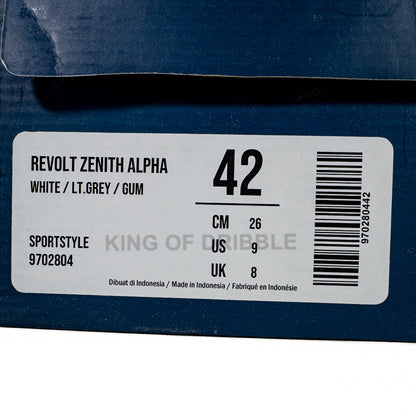 REVOLT ZENITH ALPHA
WHITE / LT.GREY / GUM
42
CM 26
US 9
UK 8
SPORTSTYLE
9702804
KING OF DRIBBLE
Dibuat di Indonesia / Made in Indonesia / Fabriqué en Indonésie
970280442